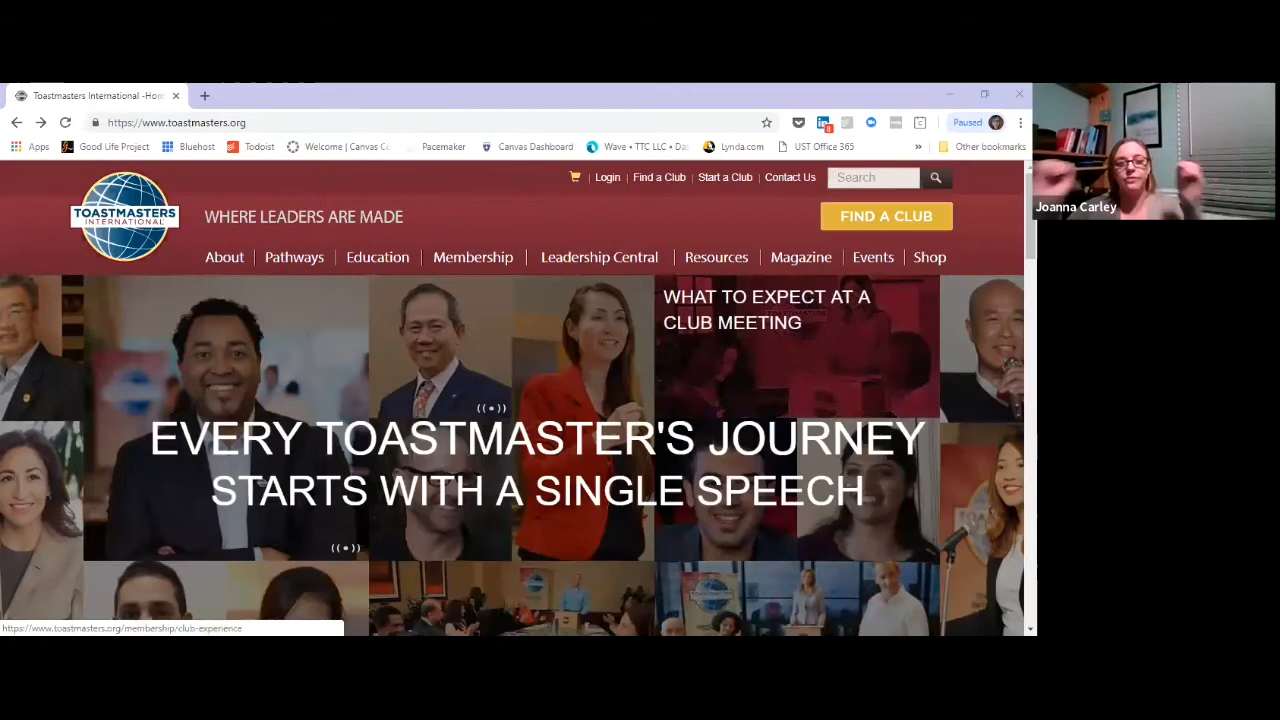 Toastmasters International -Hom
https://www.toastmasters.org
Paused
Apps
Good Life Project
Bluehost
Todoist
Welcome | Canvas Co
Pacemaker
Canvas Dashboard
Wave • TTC LLC • Das
Lynda.com
UST Office 365
»
Other bookmarks
Joanna Carley
Login
Find a Club
Start a Club
Contact Us
Search
TOASTMASTERS
INTERNATIONAL
WHERE LEADERS ARE MADE
FIND A CLUB
About
Pathways
Education
Membership
Leadership Central
Resources
Magazine
Events
Shop
WHAT TO EXPECT AT A
CLUB MEETING
EVERY TOASTMASTER'S JOURNEY
STARTS WITH A SINGLE SPEECH
https://www.toastmasters.org/membership/club-experience